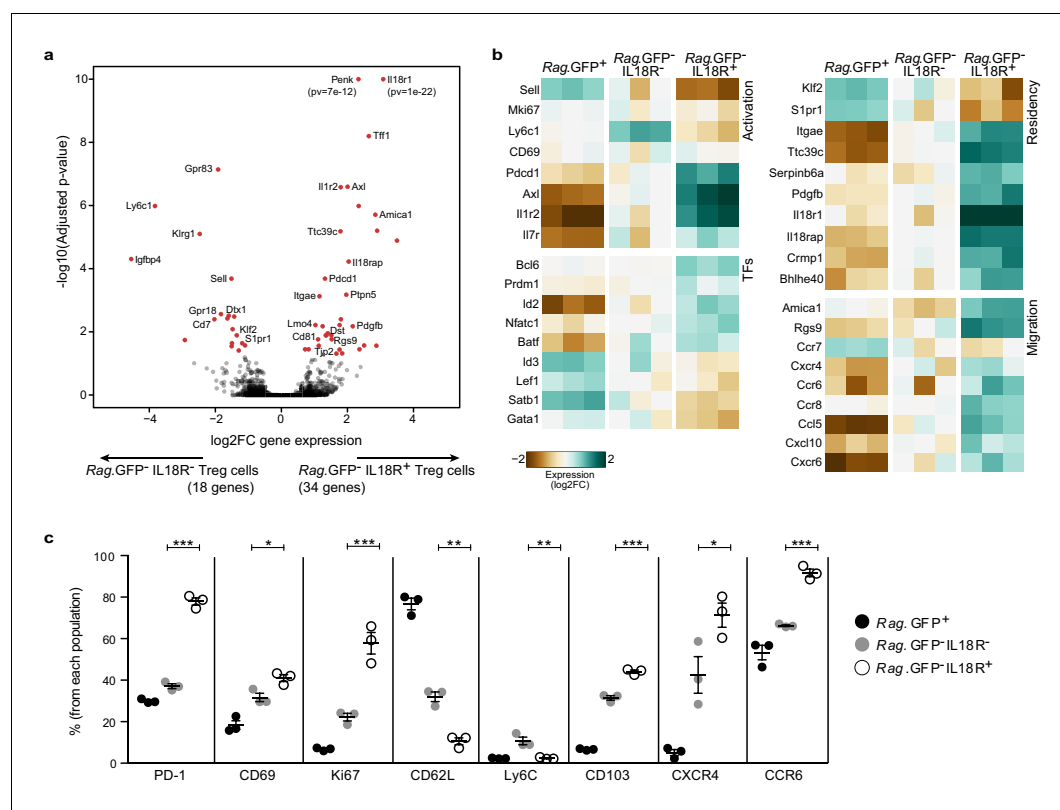 a
10
8
6
4
2
0
−4
−2
0
2
4
-log10(Adjusted p-value)
log2FC gene expression
Penk
(pv=7e-12)
Il18r1
(pv=1e-22)
Tff1
Gpr83
Il1r2
Axl
Ly6c1
Amica1
Klrg1
Ttc39c
Igfbp4
Il18rap
Sell
Pdcd1
Itgae
Ptpn5
Gpr18
Dtx1
Cd7
Klf2
S1pr1
Lmo4
Cd81
Dst
Pdgfb
Rgs9
Tjp2
Rag.GFP- IL18R- Treg cells
(18 genes)
Rag.GFP- IL18R+ Treg cells
(34 genes)
b
Rag.GFP+
Rag.GFP-
IL18R-
Rag.GFP-
IL18R+
Sell
Mki67
Ly6c1
CD69
Pdcd1
Axl
Il1r2
Il7r
Activation
Bcl6
Prdm1
Id2
Nfatc1
Batf
Id3
Lef1
Satb1
Gata1
TFs
−2
2
Expression
(log2FC)
Rag.GFP+
Rag.GFP-
IL18R-
Rag.GFP-
IL18R+
Klf2
S1pr1
Itgae
Ttc39c
Serpinb6a
Pdgfb
Il18r1
Il18rap
Crmp1
Bhlhe40
Residency
Amica1
Rgs9
Ccr7
Cxcr4
Ccr6
Ccr8
Ccl5
Cxcl10
Cxcr6
Migration
c
100
80
60
40
20
0
% (from each population)
***
*
***
**
**
***
*
***
PD-1
CD69
Ki67
CD62L
Ly6C
CD103
CXCR4
CCR6
Rag. GFP+
Rag. GFP-IL18R-
Rag .GFP-IL18R+